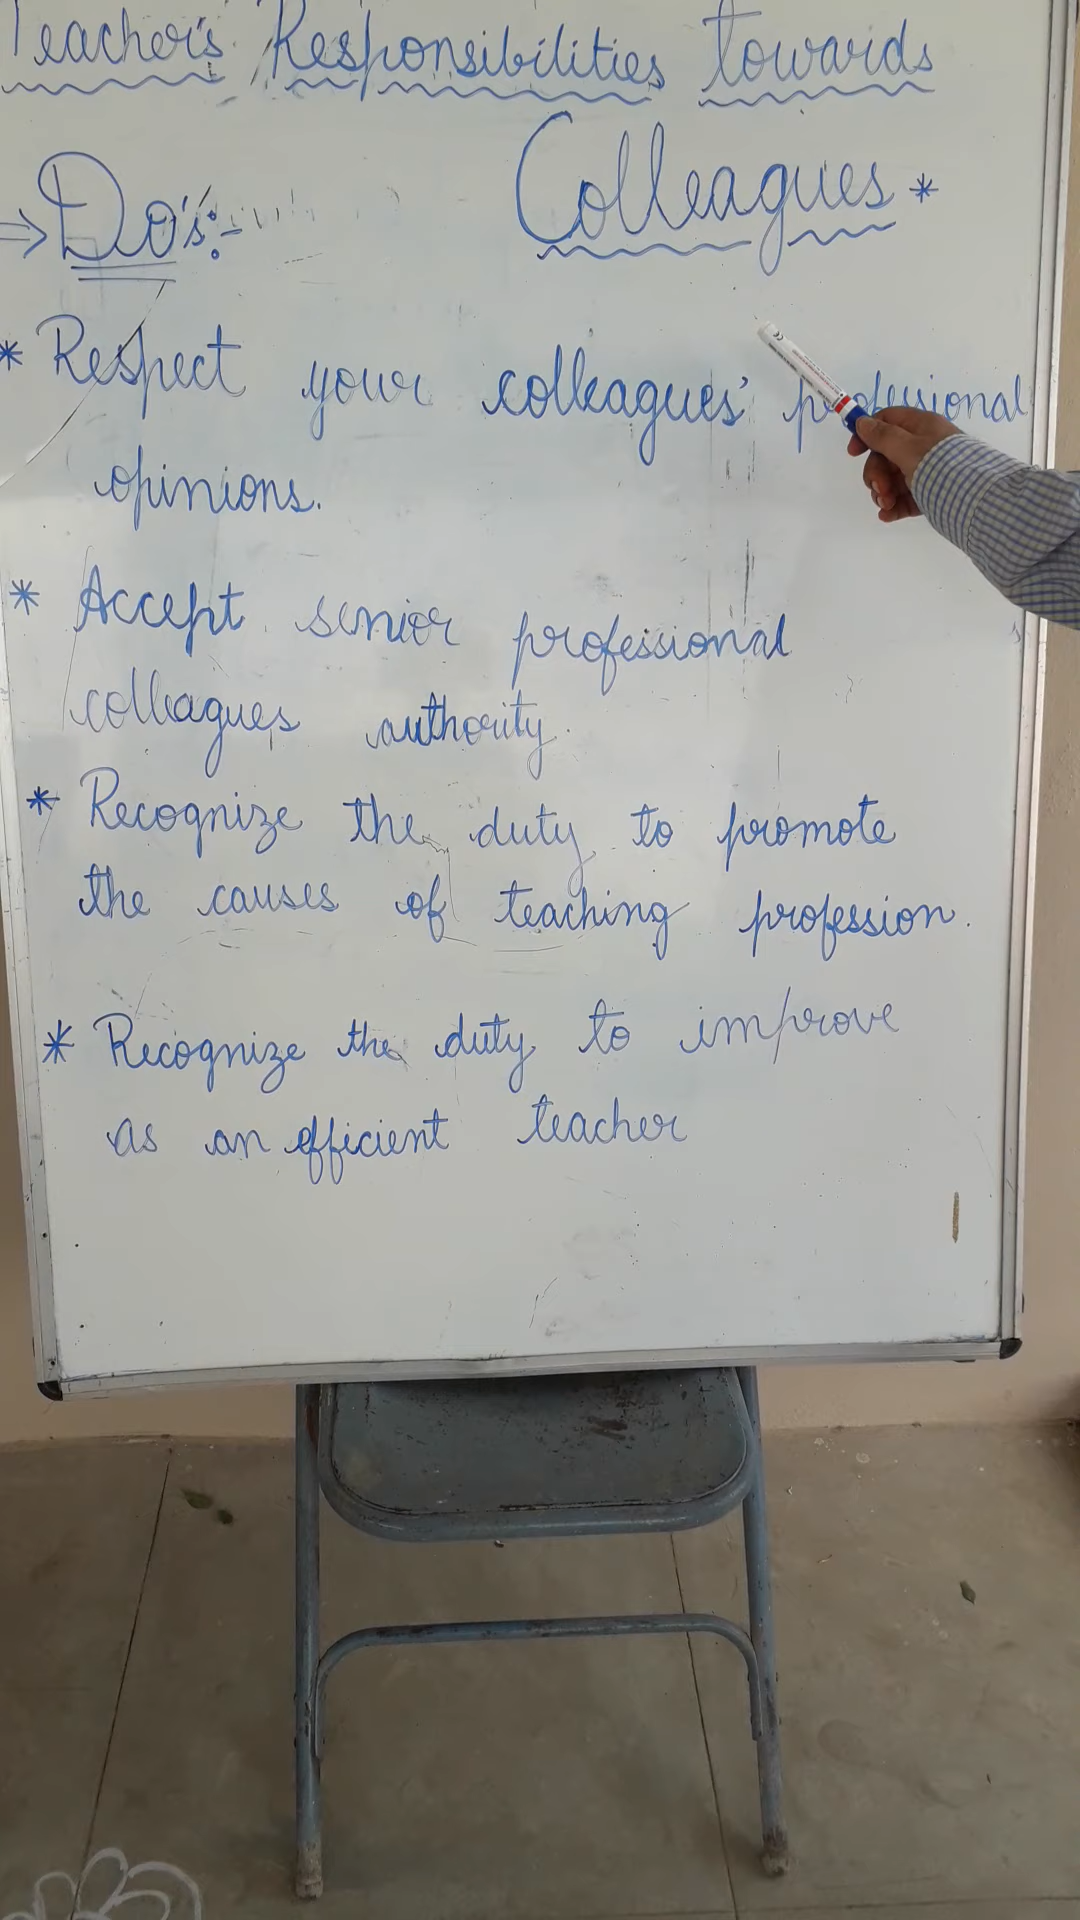 Teacher's Responsibilities towards
Colleagues *
⇒ Do's:-
* Respect your colleagues' professional
opinions.
* Accept senior professional
colleagues authority.
* Recognize the duty to promote
the causes of teaching profession.
* Recognize the duty to improve
as an efficient teacher